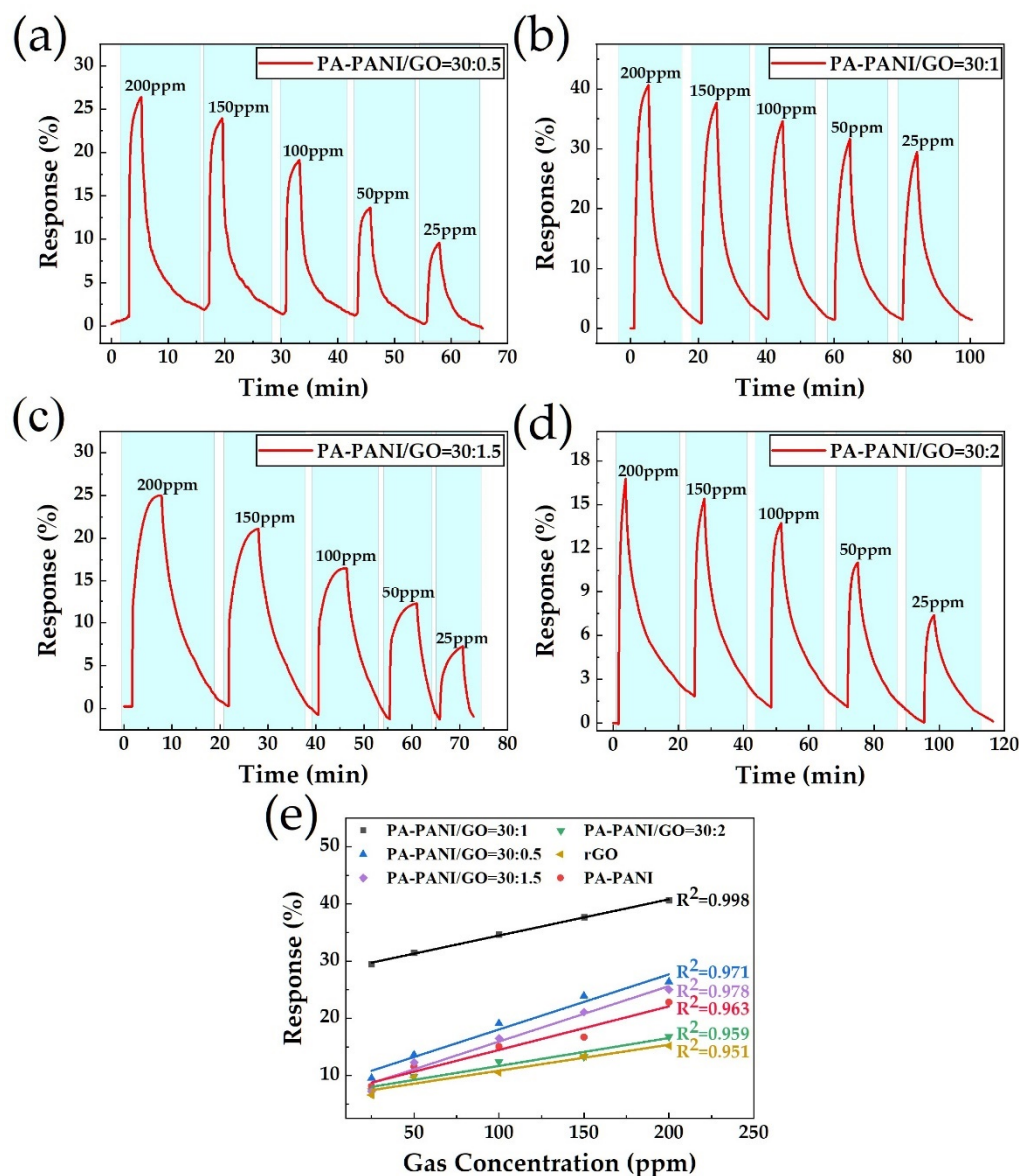 (a)
PA-PANI/GO=30:0.5
200ppm
150ppm
100ppm
50ppm
25ppm
30
25
20
15
10
5
0
Response (%)
0 10 20 30 40 50 60 70
Time (min)
(b)
PA-PANI/GO=30:1
200ppm
150ppm
100ppm
50ppm
25ppm
40
30
20
10
0
Response (%)
0 20 40 60 80 100
Time (min)
(c)
PA-PANI/GO=30:1.5
200ppm
150ppm
100ppm
50ppm
25ppm
30
25
20
15
10
5
0
Response (%)
0 10 20 30 40 50 60 70 80
Time (min)
(d)
PA-PANI/GO=30:2
200ppm
150ppm
100ppm
50ppm
25ppm
18
15
12
9
6
3
0
Response (%)
0 20 40 60 80 100 120
Time (min)
(e)
PA-PANI/GO=30:1 PA-PANI/GO=30:2
PA-PANI/GO=30:0.5 rGO
PA-PANI/GO=30:1.5 PA-PANI
R²=0.998
R²=0.971
R²=0.978
R²=0.963
R²=0.959
R²=0.951
50
40
30
20
10
Response (%)
50 100 150 200 250
Gas Concentration (ppm)